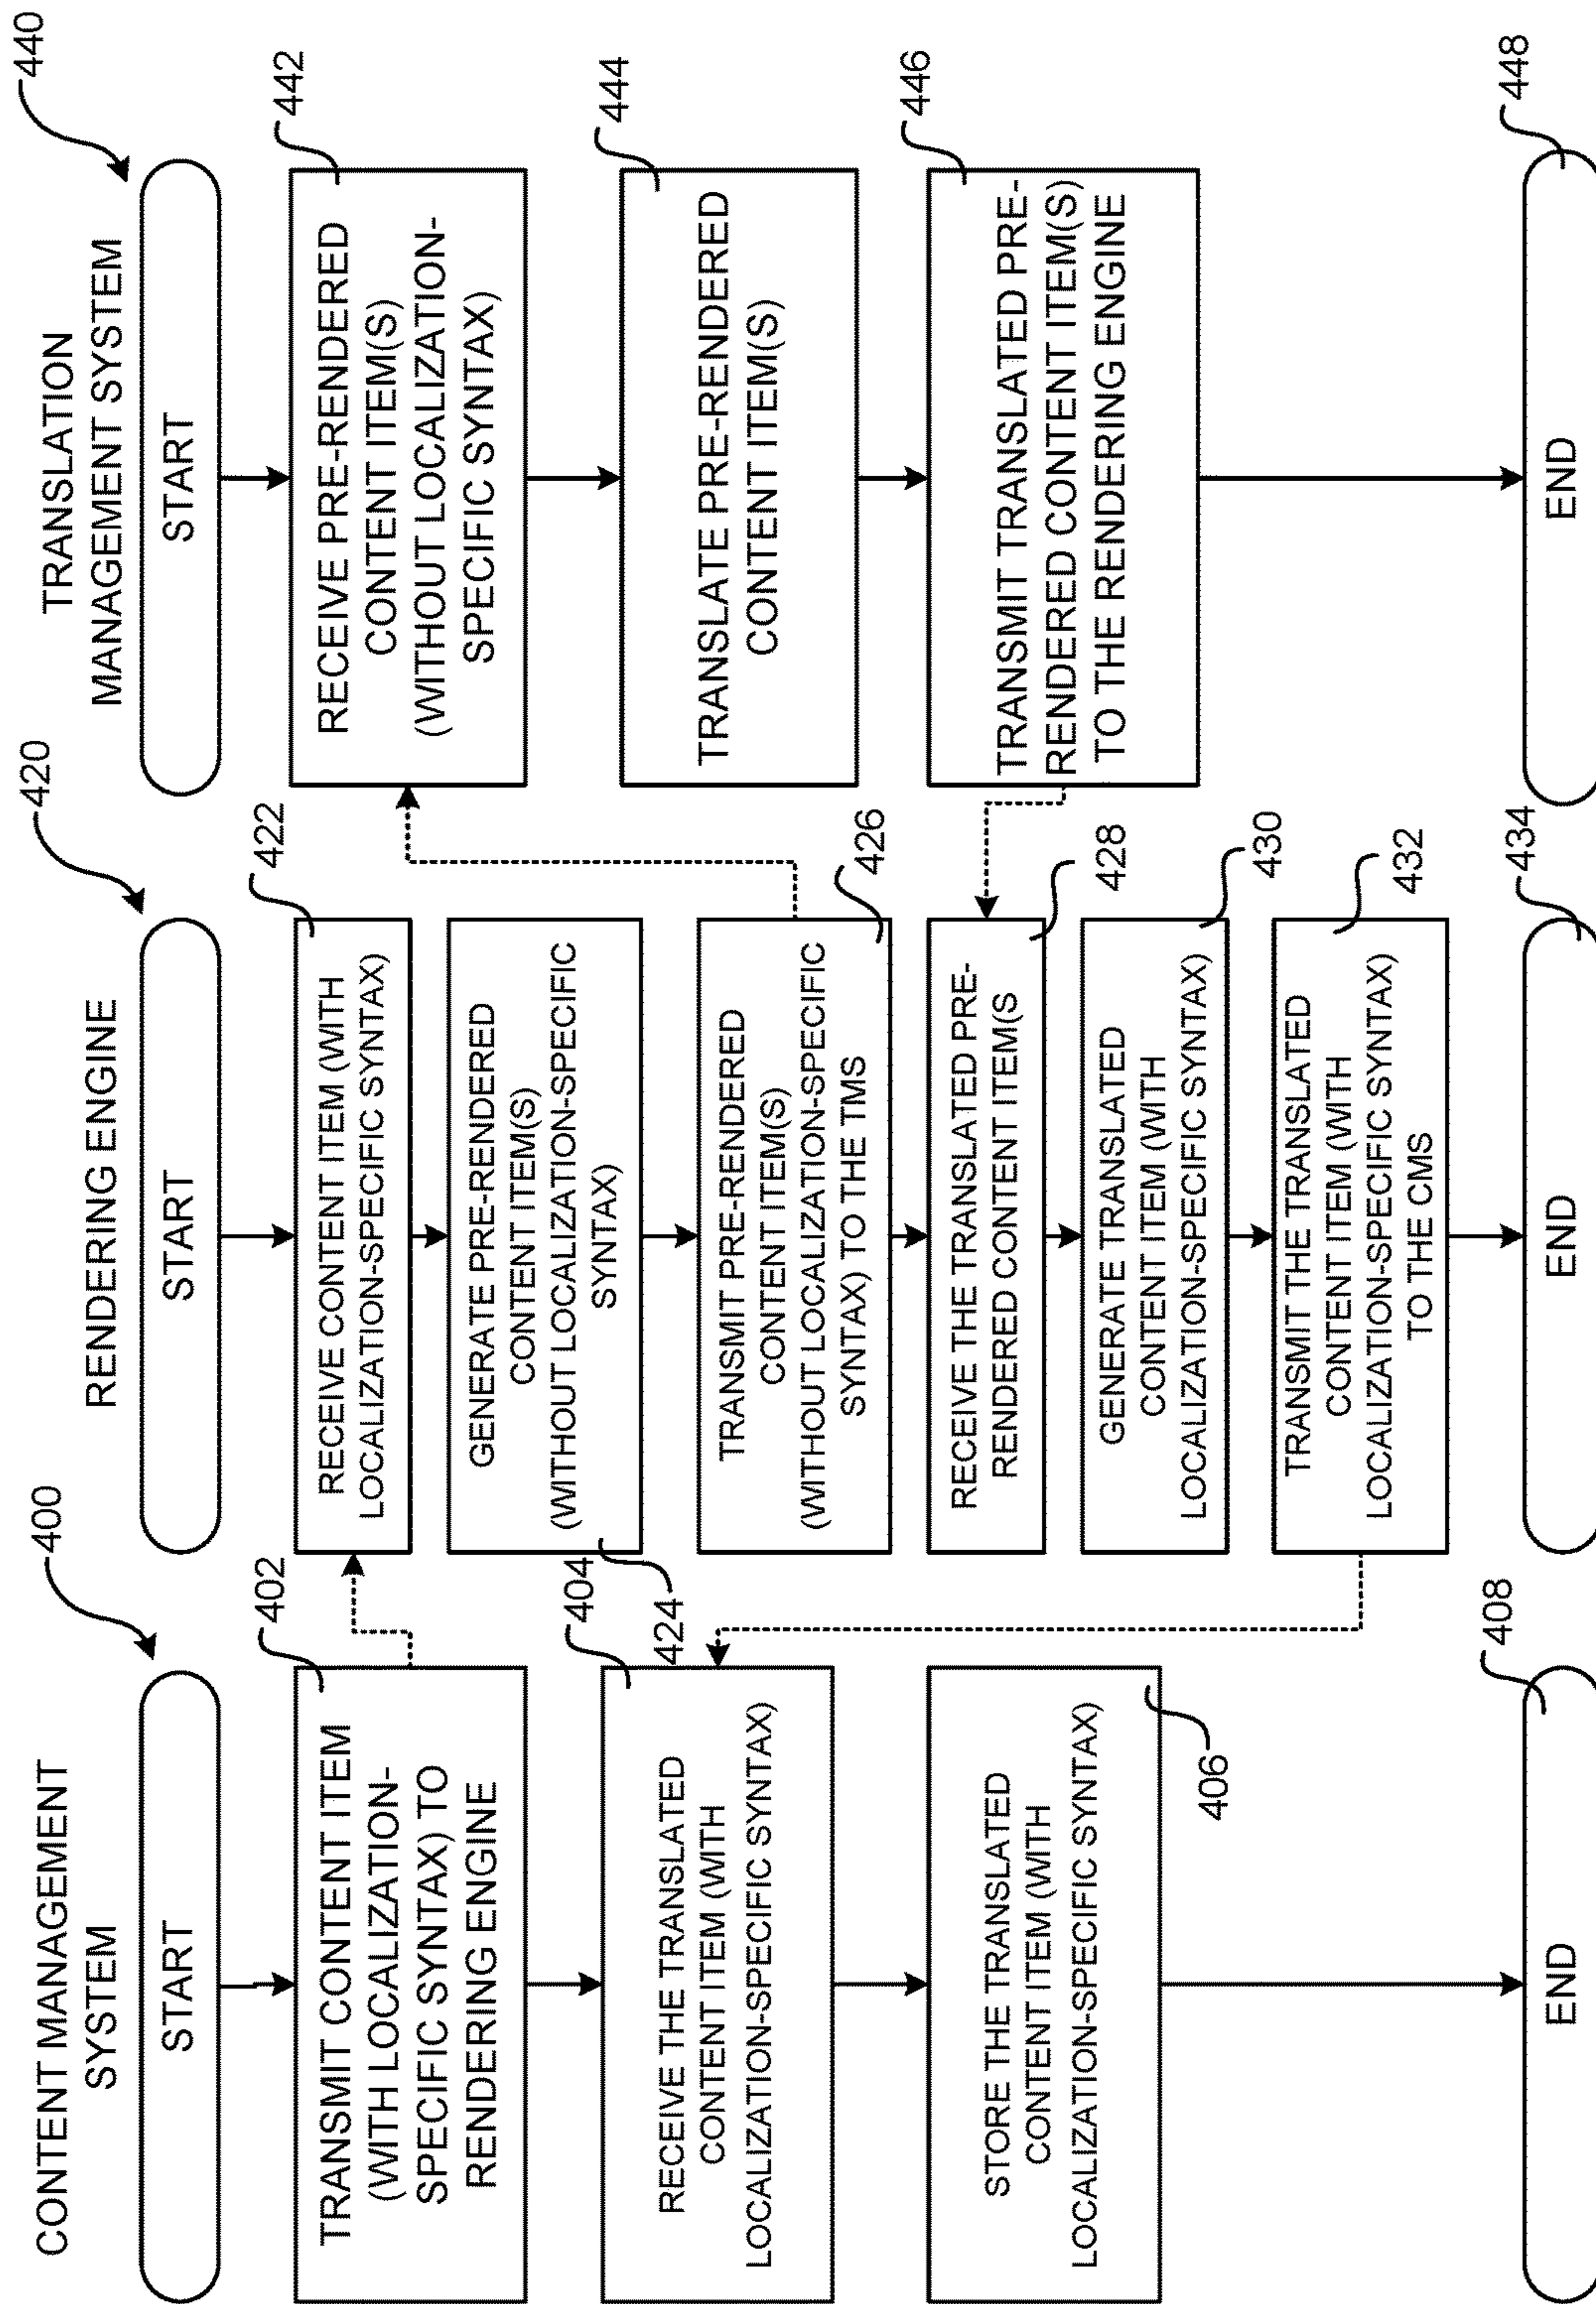 CONTENT MANAGEMENT
SYSTEM
400
START
402
TRANSMIT CONTENT ITEM
(WITH LOCALIZATION-
SPECIFIC SYNTAX) TO
RENDERING ENGINE
404
RECEIVE THE TRANSLATED
CONTENT ITEM (WITH
LOCALIZATION-SPECIFIC SYNTAX)
STORE THE TRANSLATED
CONTENT ITEM (WITH
LOCALIZATION-SPECIFIC SYNTAX)
406
408
END
RENDERING ENGINE
420
START
422
RECEIVE CONTENT ITEM (WITH
LOCALIZATION-SPECIFIC SYNTAX)
GENERATE PRE-RENDERED
CONTENT ITEM(S)
(WITHOUT LOCALIZATION-SPECIFIC
SYNTAX)
424
TRANSMIT PRE-RENDERED
CONTENT ITEM(S)
(WITHOUT LOCALIZATION-SPECIFIC
SYNTAX) TO THE TMS
426
RECEIVE THE TRANSLATED PRE-
RENDERED CONTENT ITEM(S
428
GENERATE TRANSLATED
CONTENT ITEM (WITH
LOCALIZATION-SPECIFIC SYNTAX)
430
TRANSMIT THE TRANSLATED
CONTENT ITEM (WITH
LOCALIZATION-SPECIFIC SYNTAX)
TO THE CMS
432
434
END
TRANSLATION
MANAGEMENT SYSTEM
440
START
442
RECEIVE PRE-RENDERED
CONTENT ITEM(S)
(WITHOUT LOCALIZATION-
SPECIFIC SYNTAX)
444
TRANSLATE PRE-RENDERED
CONTENT ITEM(S)
446
TRANSMIT TRANSLATED PRE-
RENDERED CONTENT ITEM(S)
TO THE RENDERING ENGINE
448
END